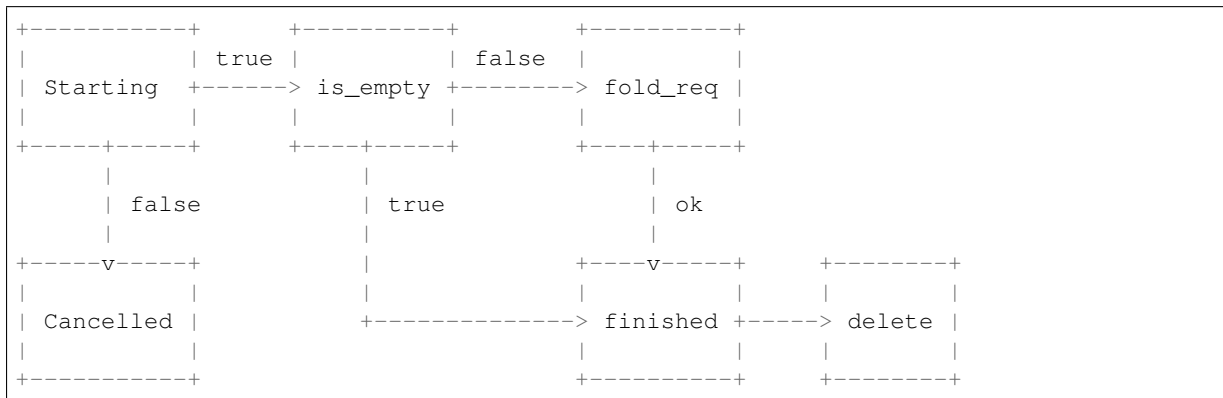 +-----------+      +----------+        +----------+
|           | true |          | false  |          |
| Starting  +------> is_empty +--------> fold_req |
|           |      |          |        |          |
+-----+-----+      +----+-----+        +----+-----+
      |                 |                   |
      | false           | true              | ok
      |                 |                   |
+-----v-----+           |              +----v-----+     +--------+
|           |           |              |          |     |        |
| Cancelled |           +--------------> finished +-----> delete |
|           |                          |          |     |        |
+-----------+                          +----------+     +--------+